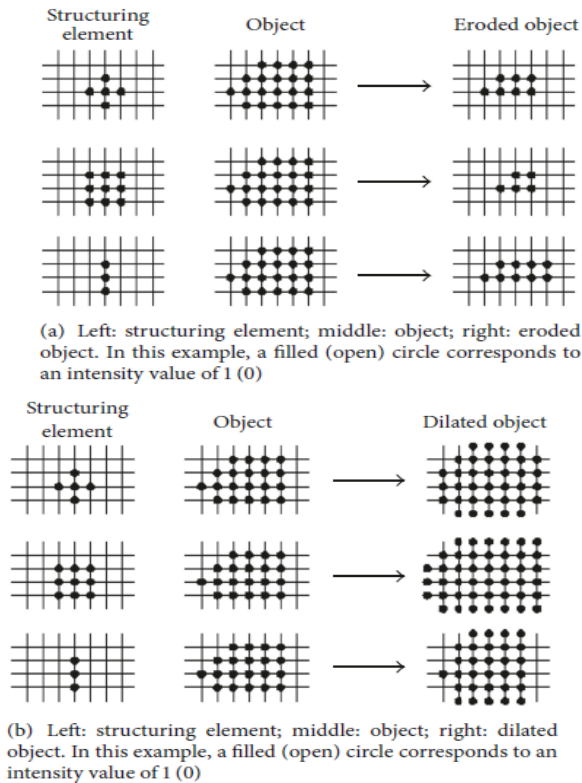 Structuring
element
Object
Eroded object
(a) Left: structuring element; middle: object; right: eroded
object. In this example, a filled (open) circle corresponds to
an intensity value of 1 (0)
Structuring
element
Object
Dilated object
(b) Left: structuring element; middle: object; right: dilated
object. In this example, a filled (open) circle corresponds to an
intensity value of 1 (0)